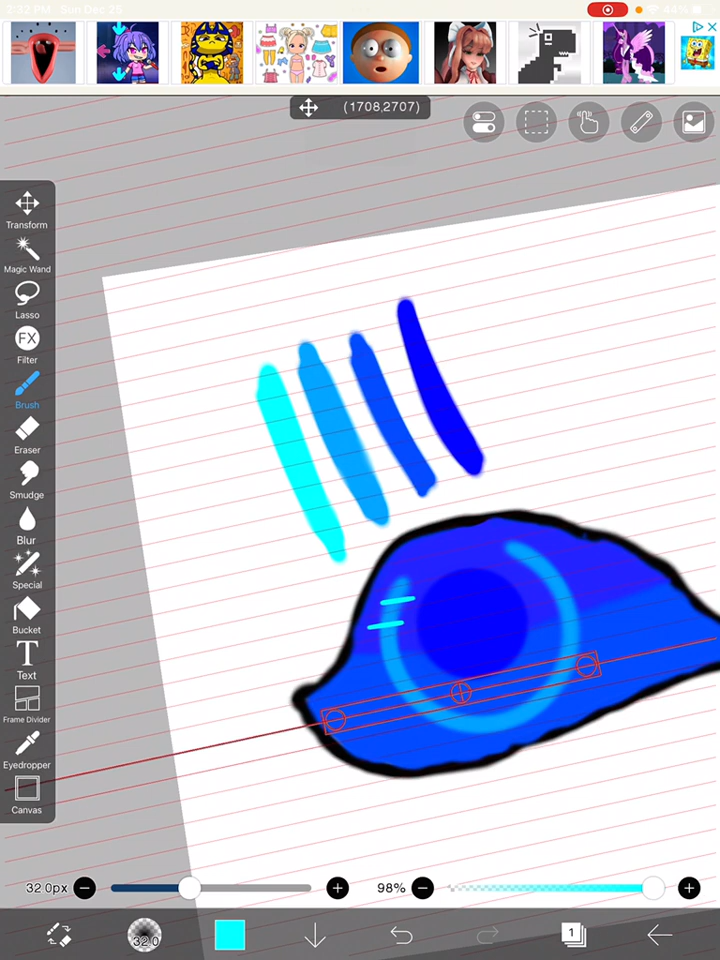 2:32 PM Sun Dec 25
44%
(1708,2707)
Transform
Magic Wand
Lasso
FX
Filter
Brush
Eraser
Smudge
Blur
Special
Bucket
T
Text
Frame Divider
Eyedropper
Canvas
32.0px
98%
32.0
1